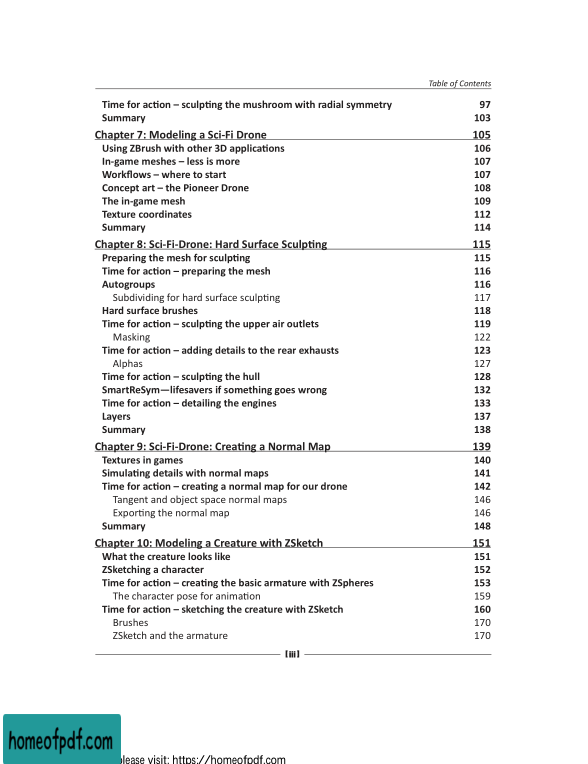 Table of Contents
Time for action – sculpting the mushroom with radial symmetry 97
Summary 103
Chapter 7: Modeling a Sci-Fi Drone 105
Using ZBrush with other 3D applications 106
In-game meshes – less is more 107
Workflows – where to start 107
Concept art – the Pioneer Drone 108
The in-game mesh 109
Texture coordinates 112
Summary 114
Chapter 8: Sci-Fi-Drone: Hard Surface Sculpting 115
Preparing the mesh for sculpting 115
Time for action – preparing the mesh 116
Autogroups 116
Subdividing for hard surface sculpting 117
Hard surface brushes 118
Time for action – sculpting the upper air outlets 119
Masking 122
Time for action – adding details to the rear exhausts 123
Alphas 127
Time for action – sculpting the hull 128
SmartReSym—lifesavers if something goes wrong 132
Time for action – detailing the engines 133
Layers 137
Summary 138
Chapter 9: Sci-Fi-Drone: Creating a Normal Map 139
Textures in games 140
Simulating details with normal maps 141
Time for action – creating a normal map for our drone 142
Tangent and object space normal maps 146
Exporting the normal map 146
Summary 148
Chapter 10: Modeling a Creature with ZSketch 151
What the creature looks like 151
ZSketching a character 152
Time for action – creating the basic armature with ZSpheres 153
The character pose for animation 159
Time for action – sketching the creature with ZSketch 160
Brushes 170
ZSketch and the armature 170
[iii]
homeofpdf.com
please visit: https://homeofpdf.com